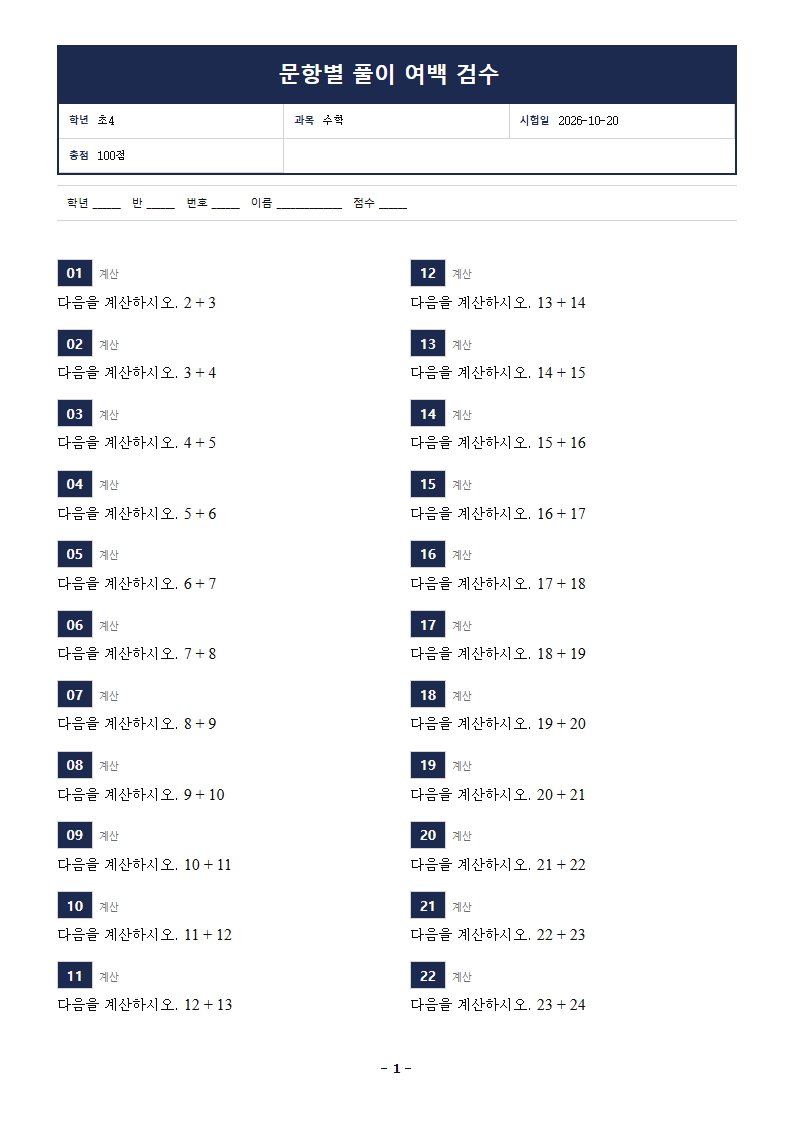 문항별 풀이 여백 검수
학년 초4 과목 수학 시험일 2026-10-20
총점 100점
학년 _____ 반 _____ 번호 _____ 이름 ____________ 점수 _____
01 계산
다음을 계산하시오. 2 + 3
02 계산
다음을 계산하시오. 3 + 4
03 계산
다음을 계산하시오. 4 + 5
04 계산
다음을 계산하시오. 5 + 6
05 계산
다음을 계산하시오. 6 + 7
06 계산
다음을 계산하시오. 7 + 8
07 계산
다음을 계산하시오. 8 + 9
08 계산
다음을 계산하시오. 9 + 10
09 계산
다음을 계산하시오. 10 + 11
10 계산
다음을 계산하시오. 11 + 12
11 계산
다음을 계산하시오. 12 + 13
12 계산
다음을 계산하시오. 13 + 14
13 계산
다음을 계산하시오. 14 + 15
14 계산
다음을 계산하시오. 15 + 16
15 계산
다음을 계산하시오. 16 + 17
16 계산
다음을 계산하시오. 17 + 18
17 계산
다음을 계산하시오. 18 + 19
18 계산
다음을 계산하시오. 19 + 20
19 계산
다음을 계산하시오. 20 + 21
20 계산
다음을 계산하시오. 21 + 22
21 계산
다음을 계산하시오. 22 + 23
22 계산
다음을 계산하시오. 23 + 24
- 1 -